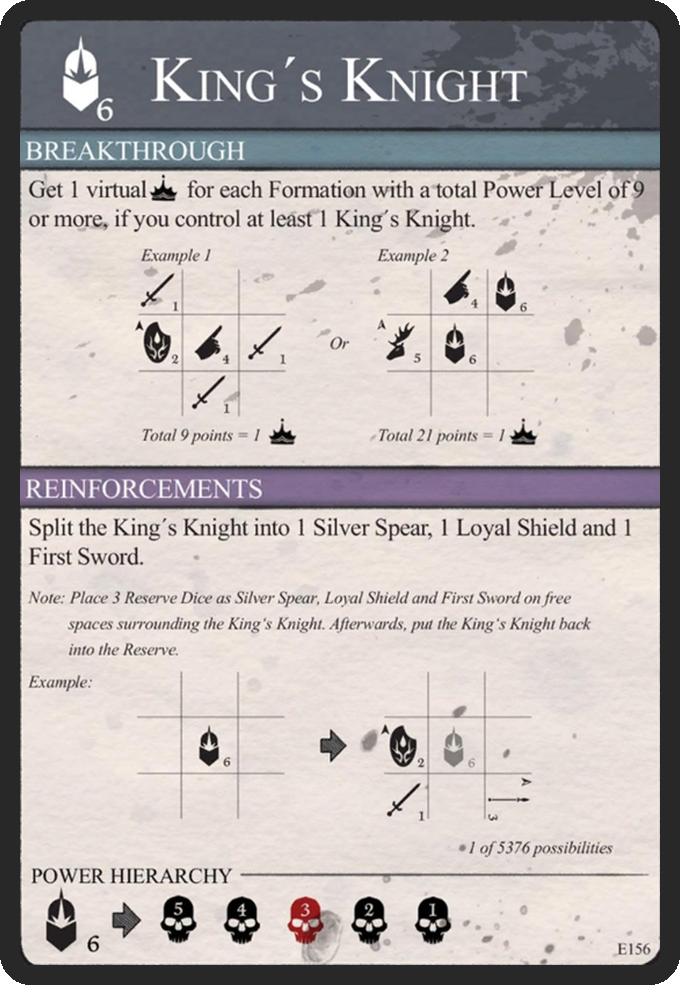 6
KING´S KNIGHT
BREAKTHROUGH
Get 1 virtual for each Formation with a total Power Level of 9
or more, if you control at least 1 King´s Knight.
Example 1
Example 2
1
4
6
2
4
1
Or
A
A
5
6
1
Total 9 points = 1
Total 21 points = 1
REINFORCEMENTS
Split the King´s Knight into 1 Silver Spear, 1 Loyal Shield and 1
First Sword.
Note: Place 3 Reserve Dice as Silver Spear, Loyal Shield and First Sword on free
spaces surrounding the King‘s Knight. Afterwards, put the King‘s Knight back
into the Reserve.
Example:
6
A
2
6
A
1
3
1 of 5376 possibilities
POWER HIERARCHY
6
5
4
3
2
1
E156